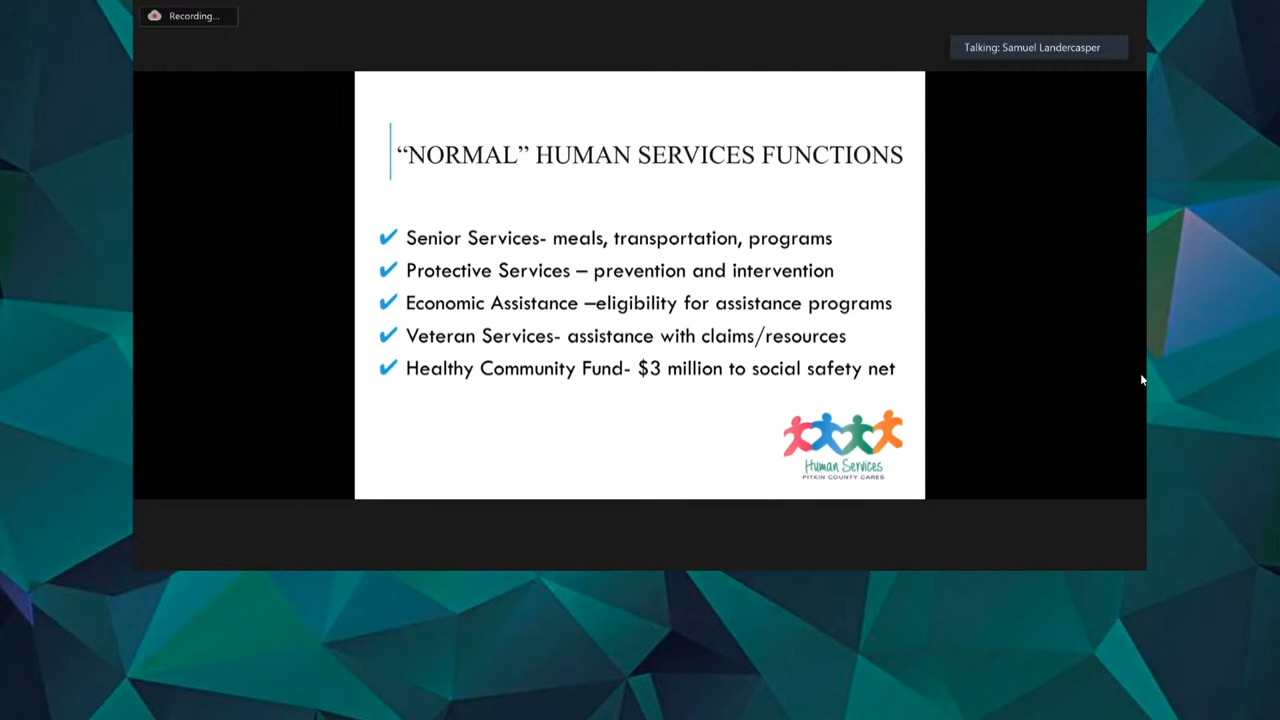 Recording...
Talking: Samuel Landercasper
“NORMAL” HUMAN SERVICES FUNCTIONS
✔ Senior Services- meals, transportation, programs
✔ Protective Services – prevention and intervention
✔ Economic Assistance –eligibility for assistance programs
✔ Veteran Services- assistance with claims/resources
✔ Healthy Community Fund- $3 million to social safety net
Human Services
PITKIN COUNTY CARES